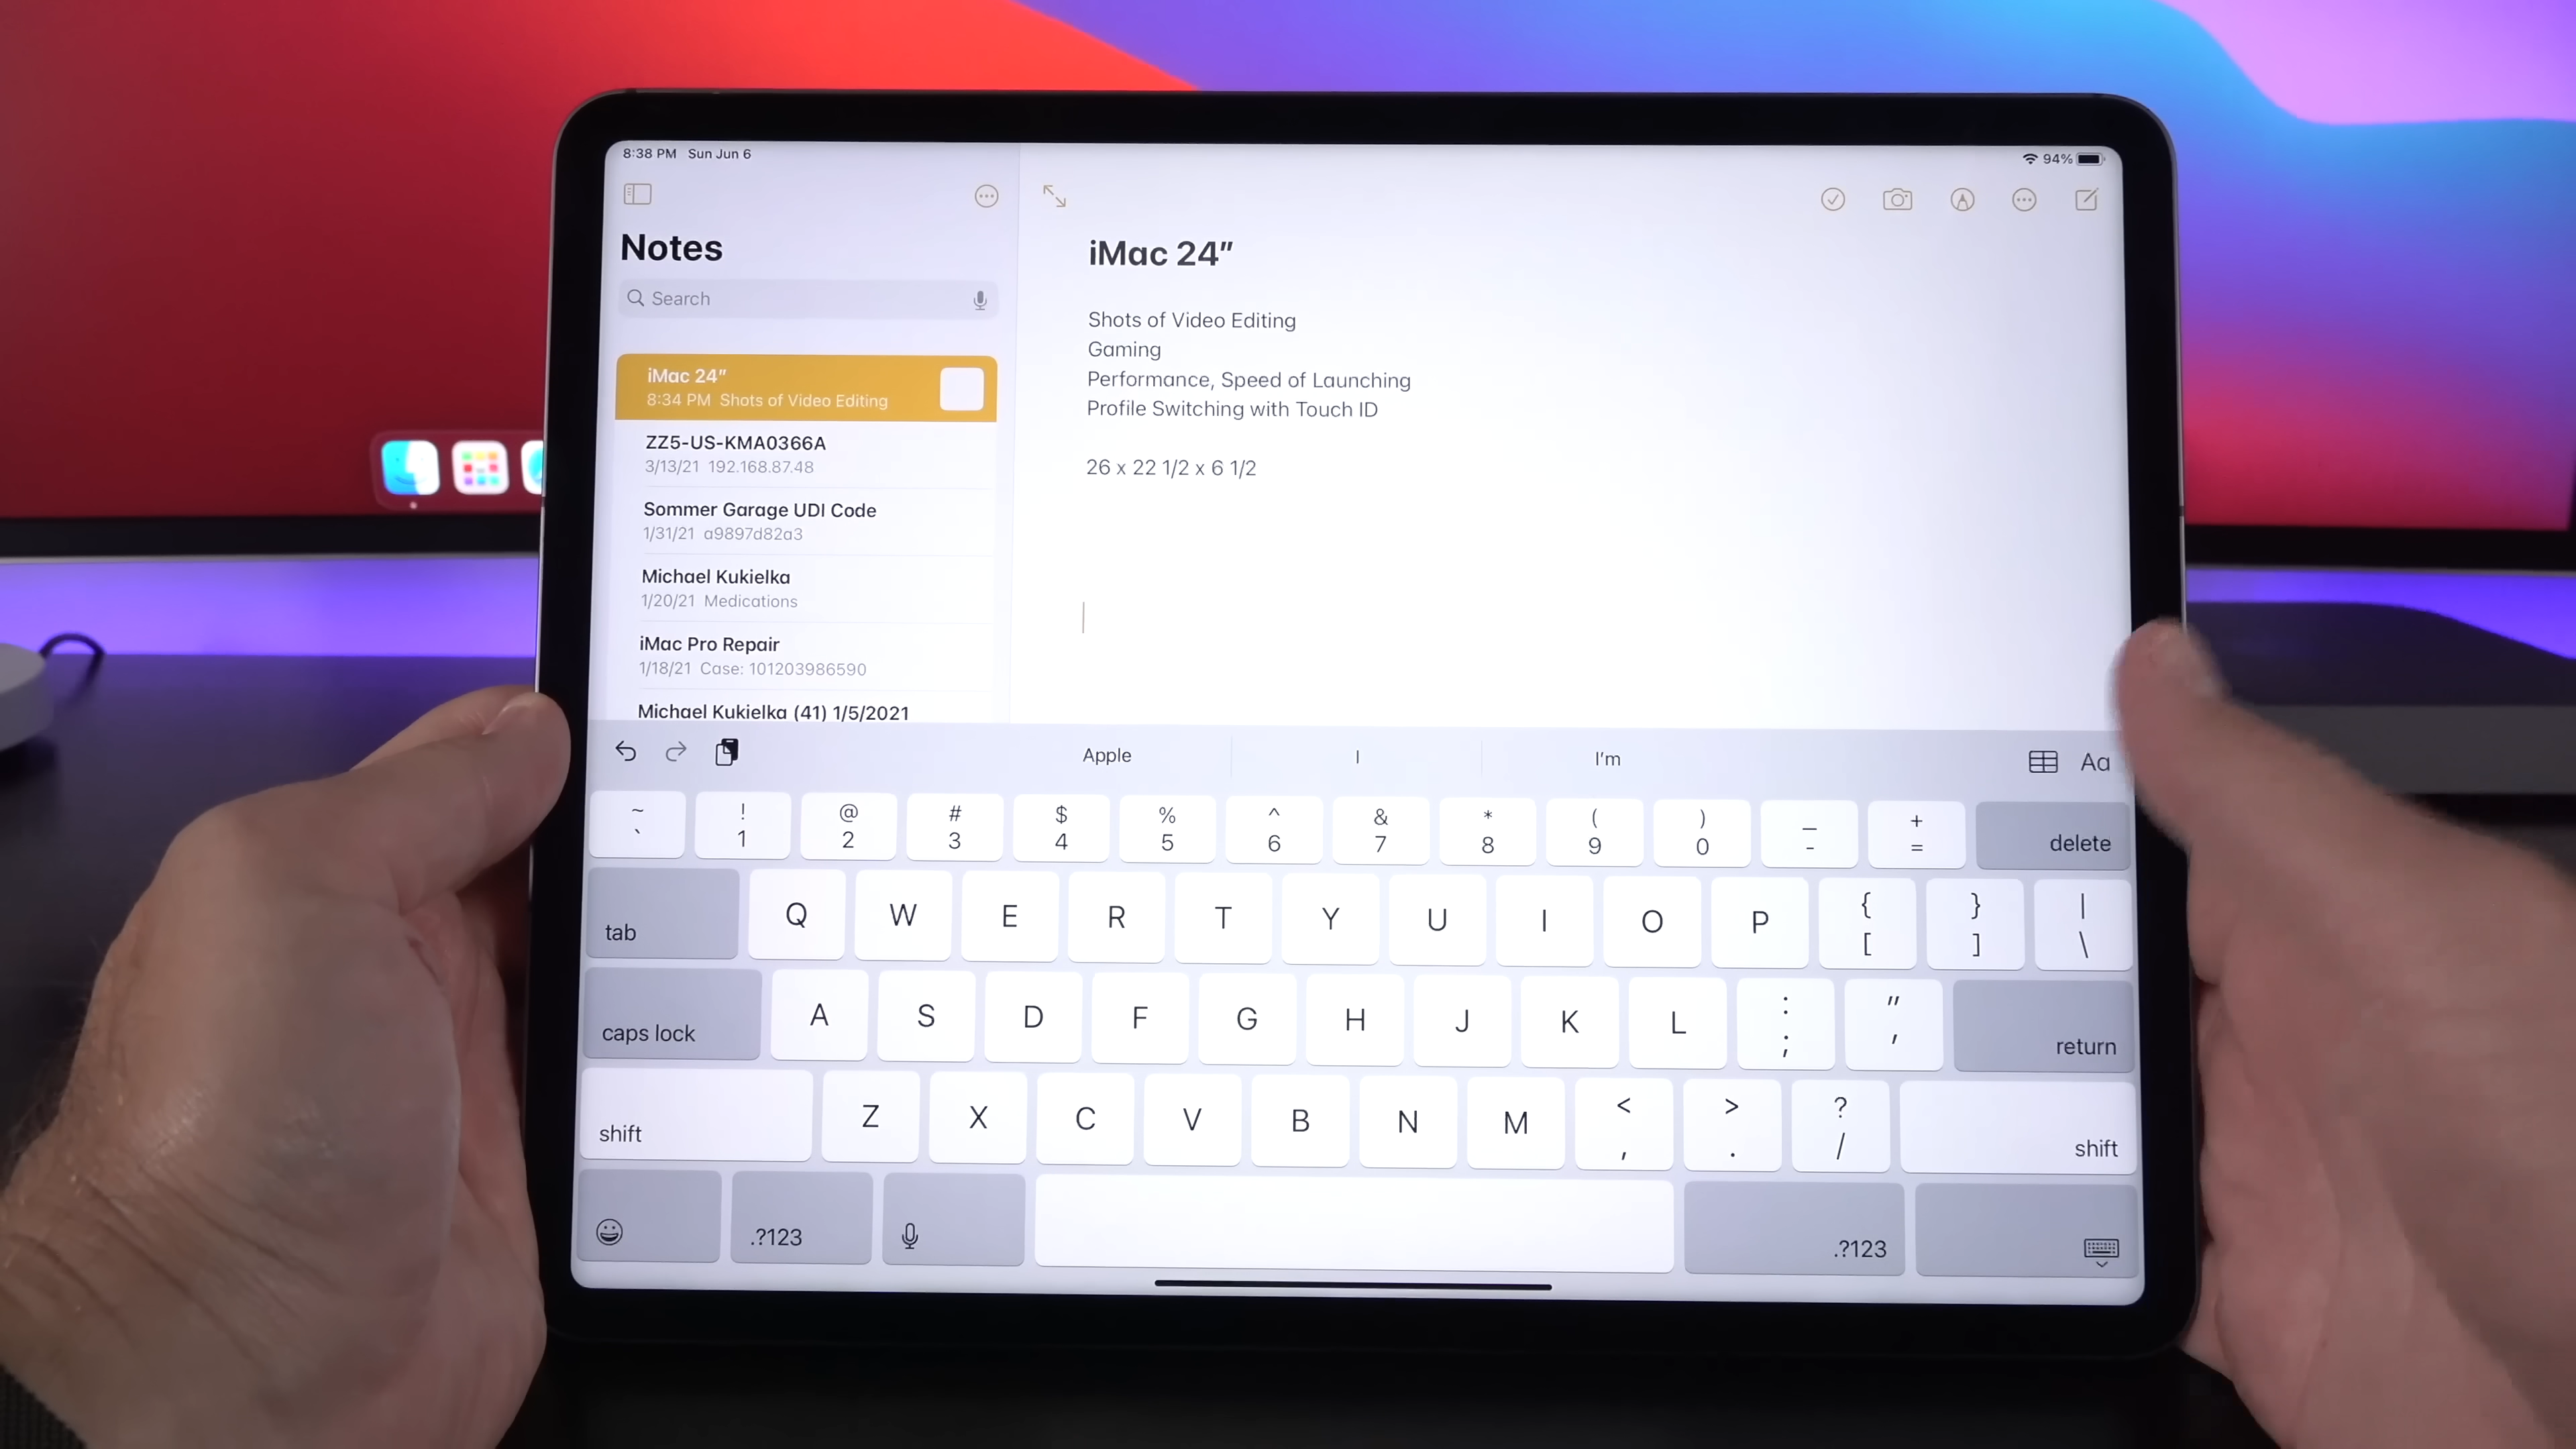 8:38 PM Sun Jun 6
94%
Notes
Search
iMac 24"
8:34 PM Shots of Video Editing
ZZ5-US-KMA0366A
3/13/21 192.168.87.48
Sommer Garage UDI Code
1/31/21 a9897d82a3
Michael Kukielka
1/20/21 Medications
iMac Pro Repair
1/18/21 Case: 101203986590
Michael Kukielka (41) 1/5/2021
iMac 24"
Shots of Video Editing
Gaming
Performance, Speed of Launching
Profile Switching with Touch ID
26 x 22 1/2 x 6 1/2
Apple I I'm
Aa
~ ! @ # $ % ^ & * ( ) _ +
` 1 2 3 4 5 6 7 8 9 0 - = delete
tab Q W E R T Y U I O P { [ } ] | \
caps lock A S D F G H J K L : ; " ' return
shift Z X C V B N M < , > . ? / shift
.?123 .?123